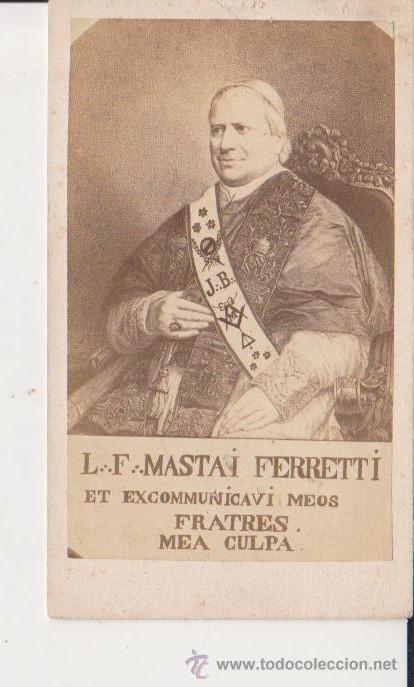 J∴B∴
L∴F∴MASTAI FERRETTI
ET EXCOMMUNICAVI MEOS
FRATRES.
MEA CULPA
www.todocoleccion.net